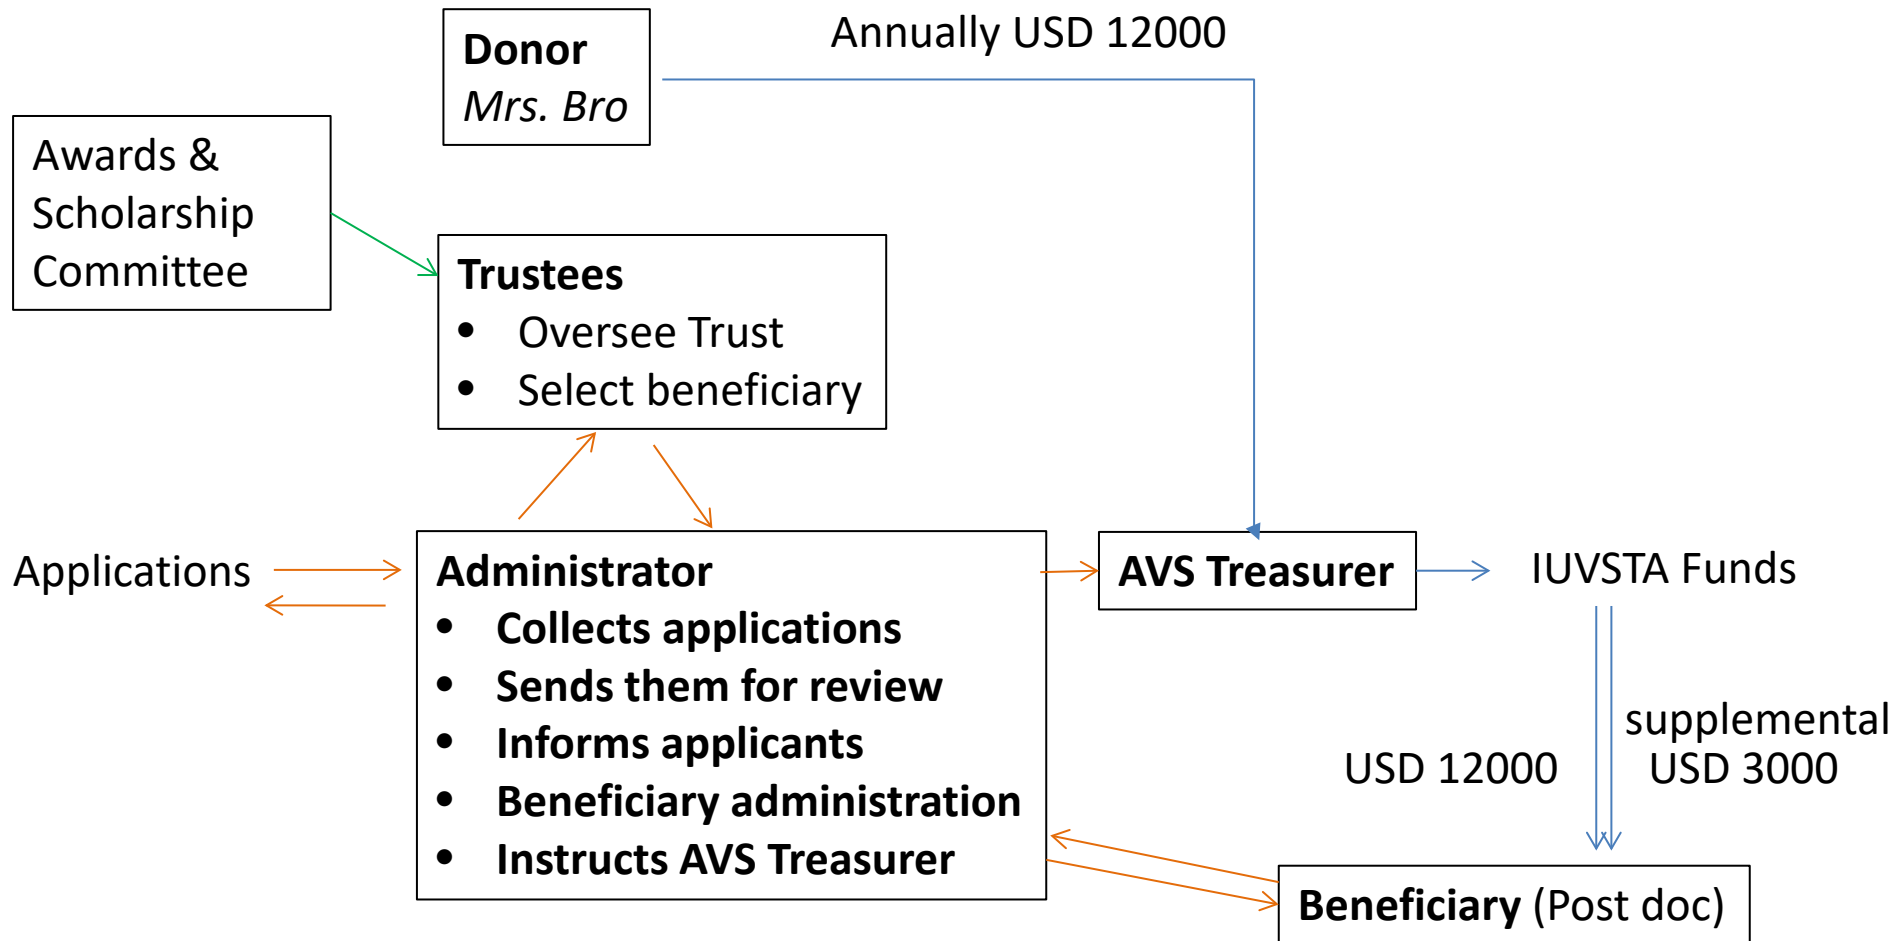 Donor
Mrs. Bro
Annually USD 12000
Awards &
Scholarship
Committee
Trustees
• Oversee Trust
• Select beneficiary
Applications
Administrator
• Collects applications
• Sends them for review
• Informs applicants
• Beneficiary administration
• Instructs AVS Treasurer
AVS Treasurer
IUVSTA Funds
USD 12000
supplemental
USD 3000
Beneficiary (Post doc)